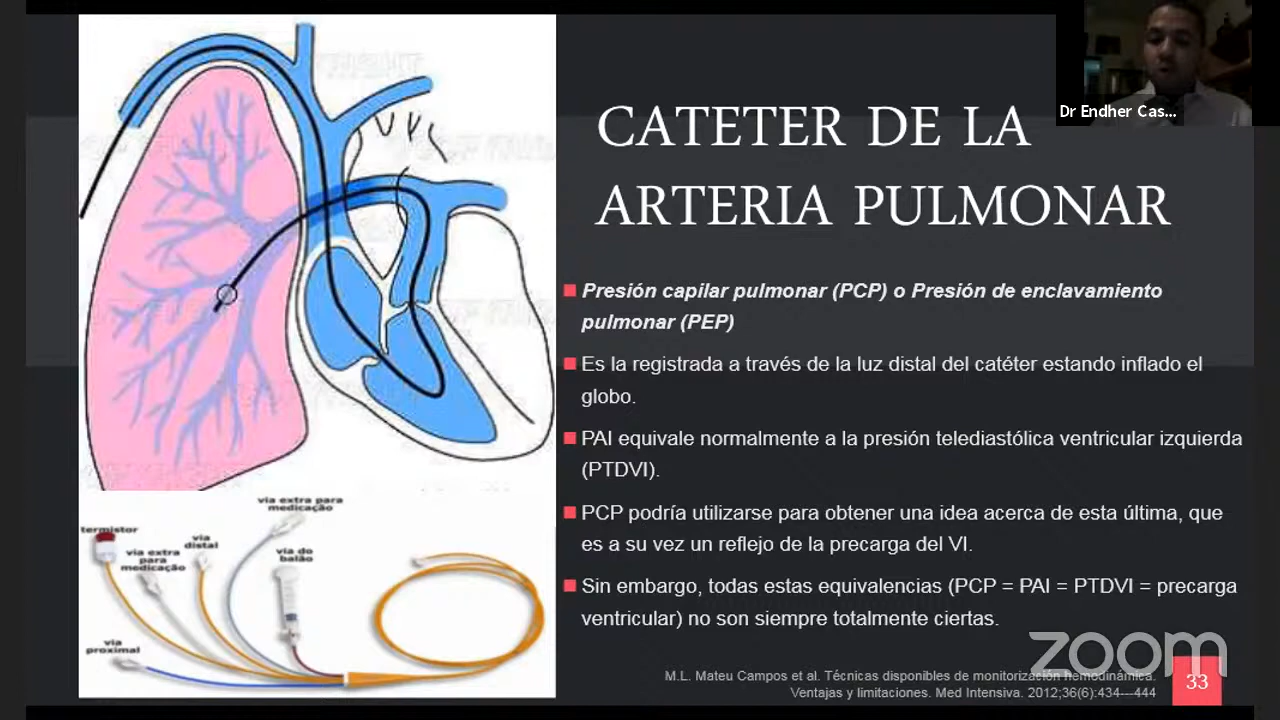 Dr Endher Cas...
CATETER DE LA
ARTERIA PULMONAR
Presión capilar pulmonar (PCP) o Presión de enclavamiento
pulmonar (PEP)
Es la registrada a través de la luz distal del catéter estando inflado el
globo.
PAI equivale normalmente a la presión telediastólica ventricular izquierda
(PTDVI).
PCP podría utilizarse para obtener una idea acerca de esta última, que
es a su vez un reflejo de la precarga del VI.
Sin embargo, todas estas equivalencias (PCP = PAI = PTDVI = precarga
ventricular) no son siempre totalmente ciertas.
via extra para
medicação
termistor
via
distal
via extra
para
medicação
via do
balão
via
proximal
M.L. Mateu Campos et al. Técnicas disponibles de monitorización hemodinámica.
Ventajas y limitaciones. Med Intensiva. 2012;36(6):434---444
zoom
33